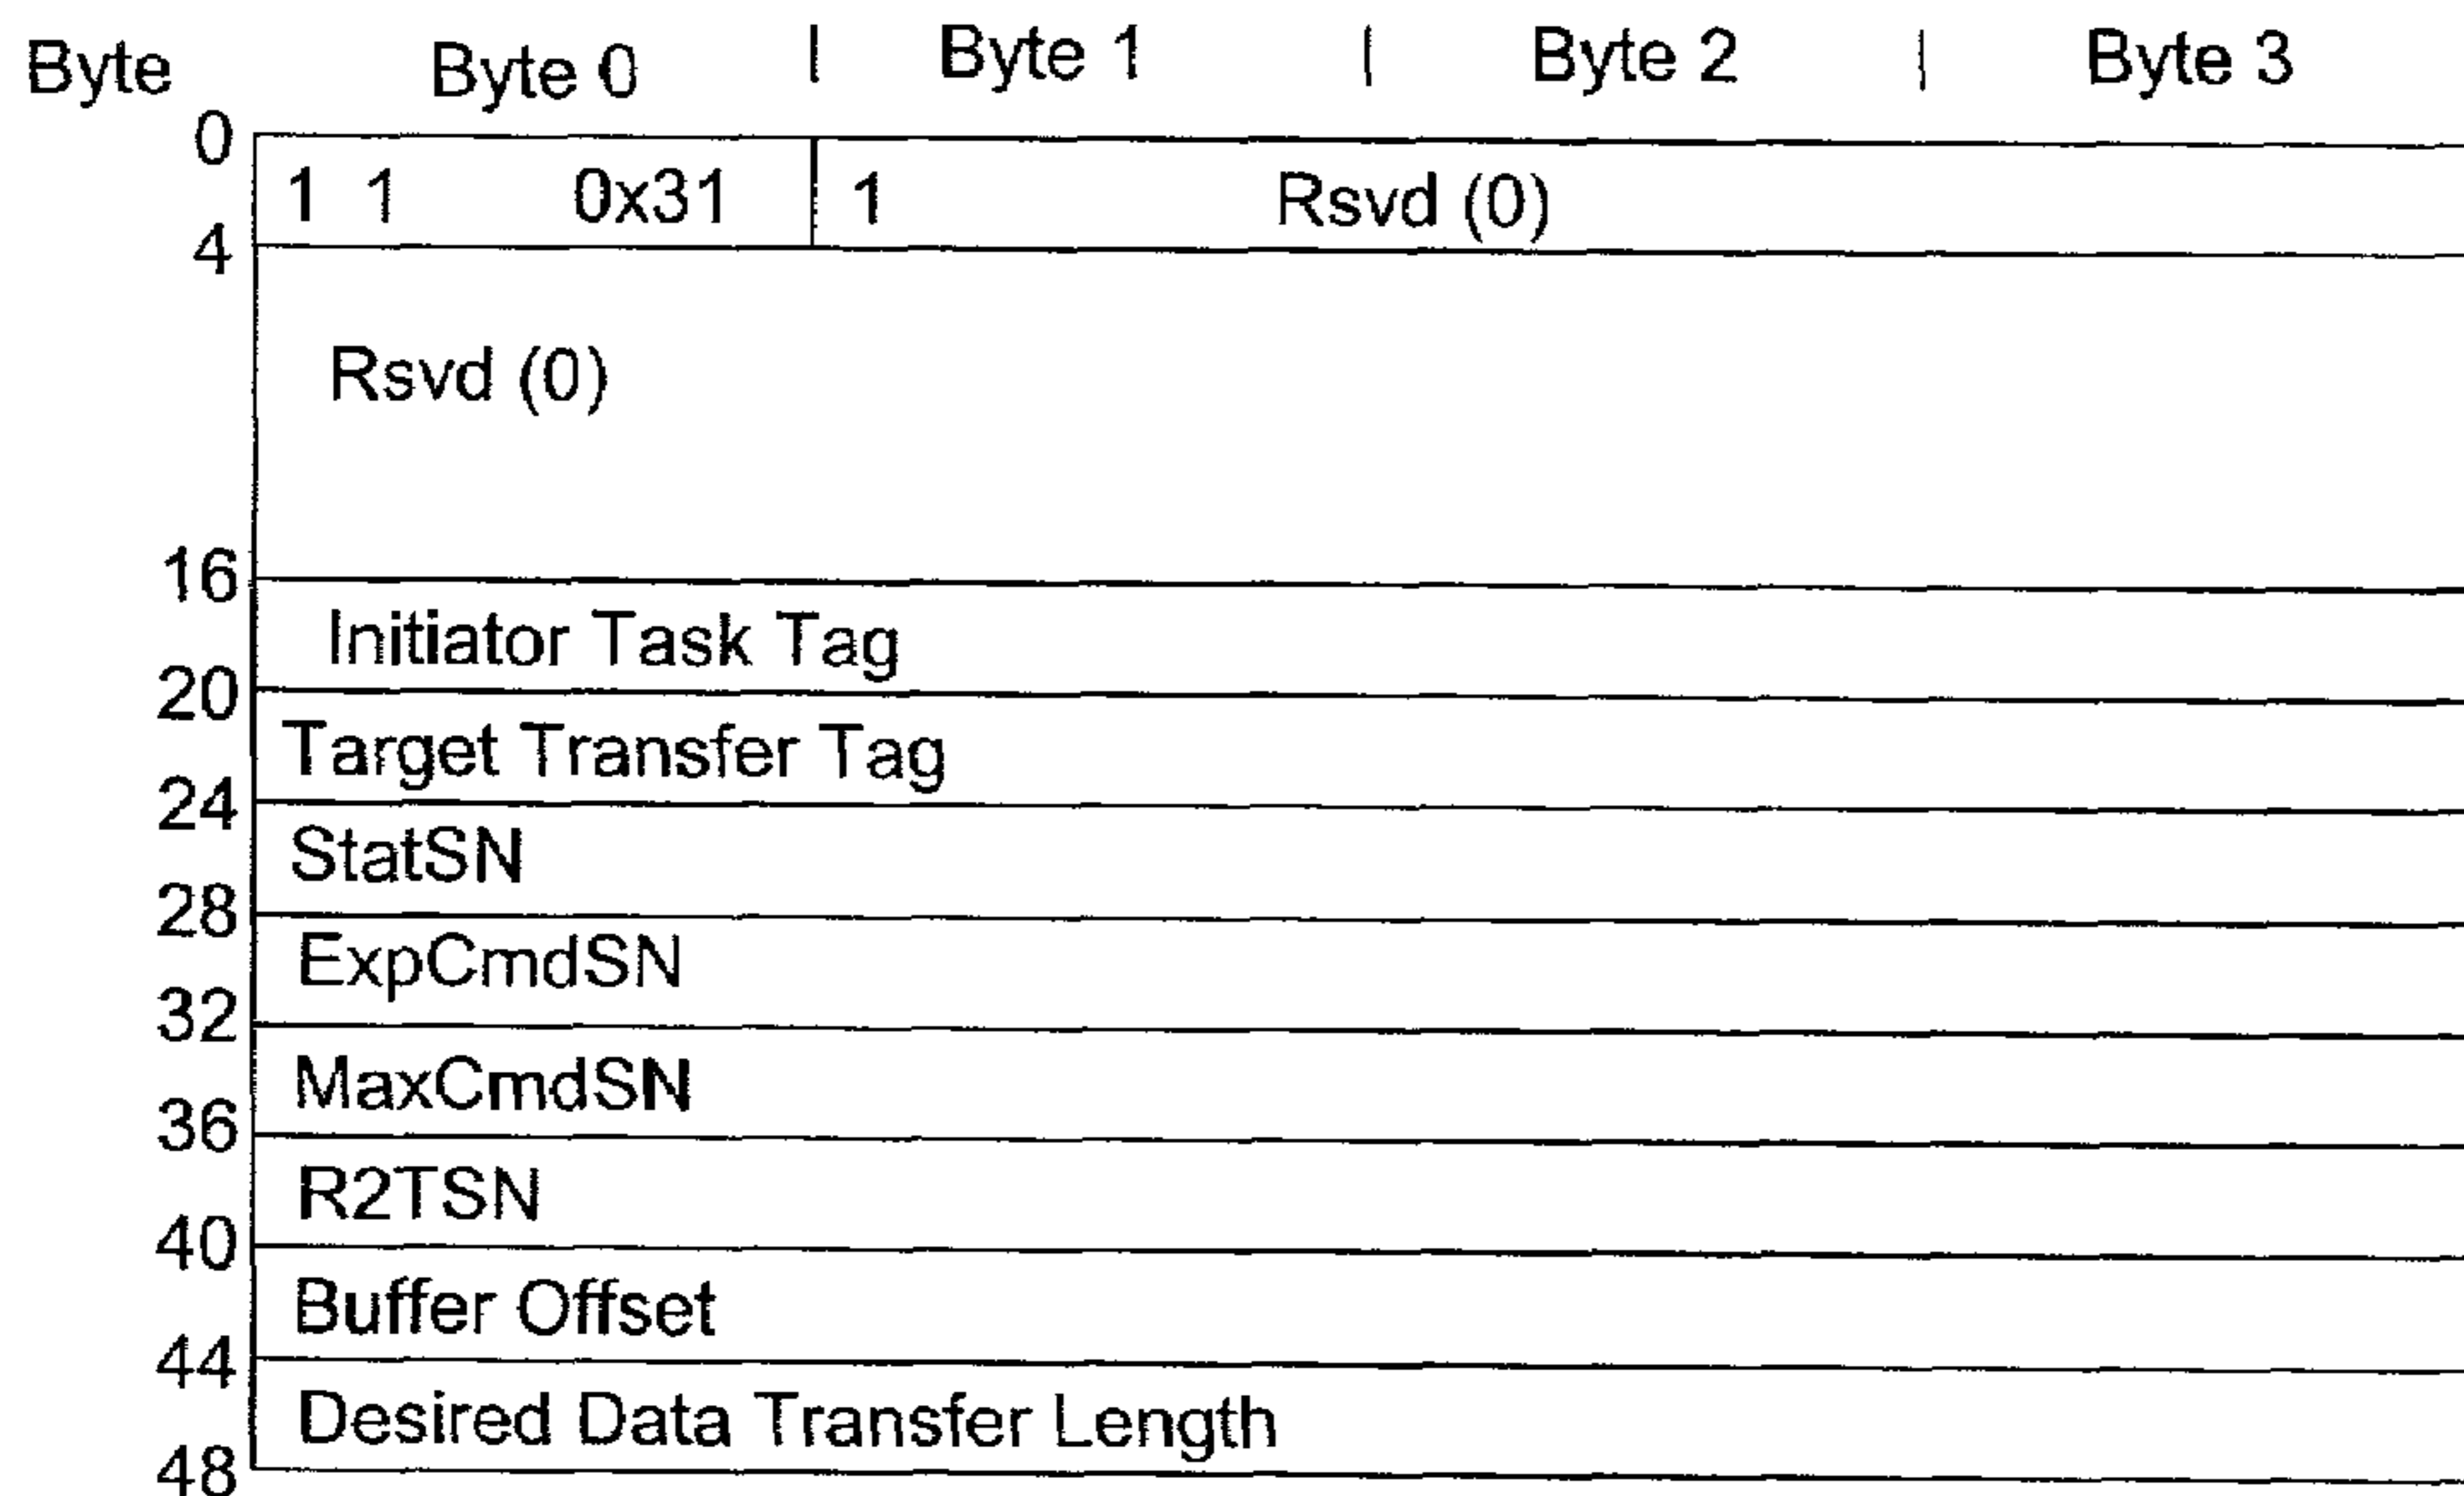 Byte Byte 0 | Byte 1 | Byte 2 | Byte 3
0
1 1 0x31 1 Rsvd (0)
4
Rsvd (0)
16
Initiator Task Tag
20
Target Transfer Tag
24
StatSN
28
ExpCmdSN
32
MaxCmdSN
36
R2TSN
40
Buffer Offset
44
Desired Data Transfer Length
48